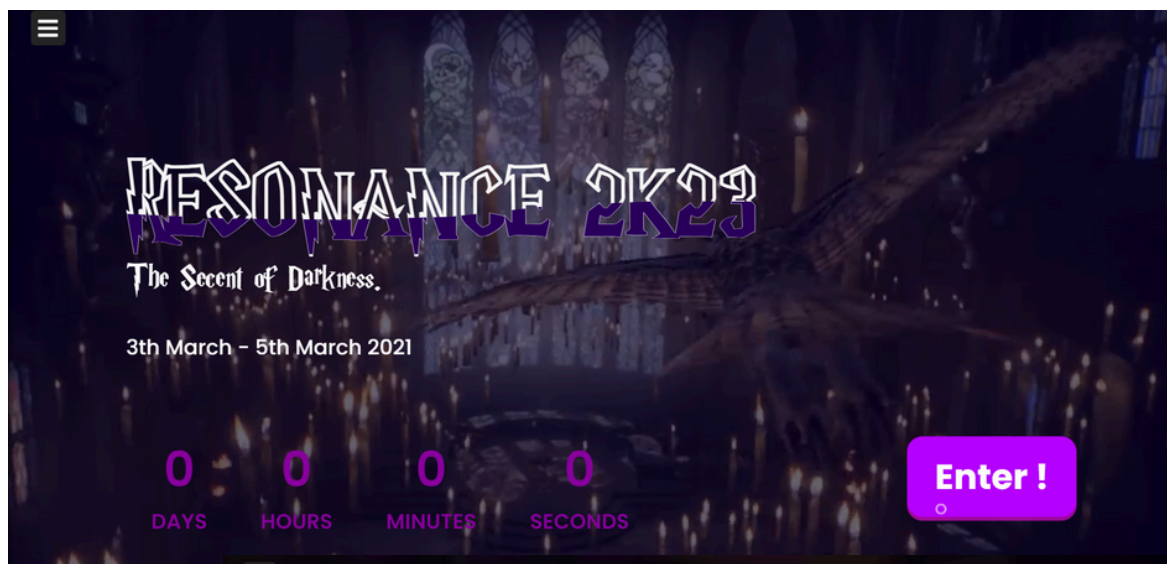 RESONANCE 2K23
The Secent of Darkness.
3th March - 5th March 2021
0 0 0 0
DAYS HOURS MINUTES SECONDS
Enter !